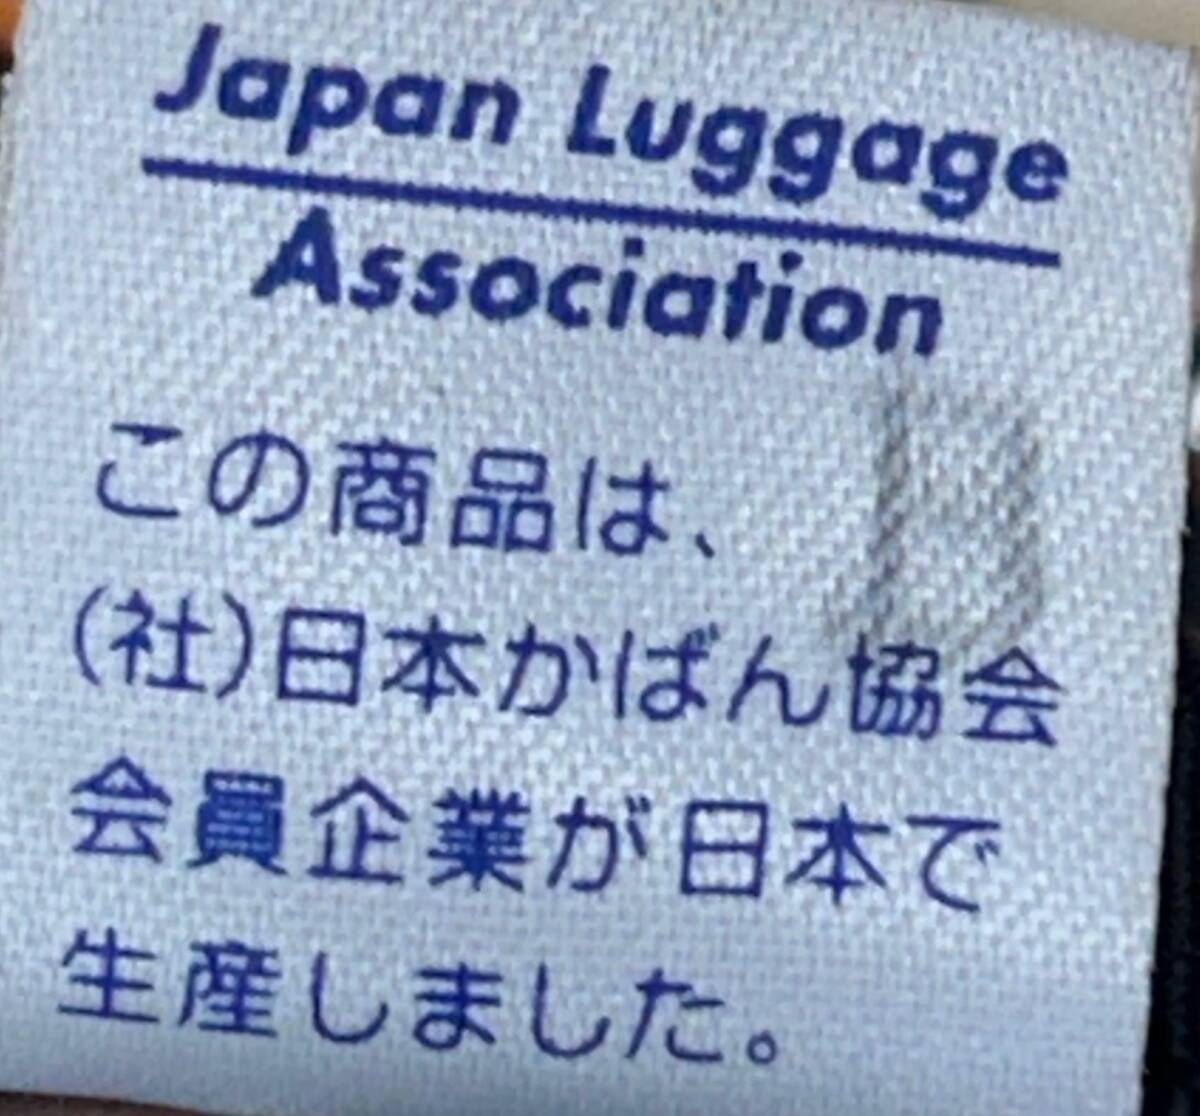 Japan Luggage
Association
この商品は、
(社)日本かばん協会
会員企業が日本で
生産しました。